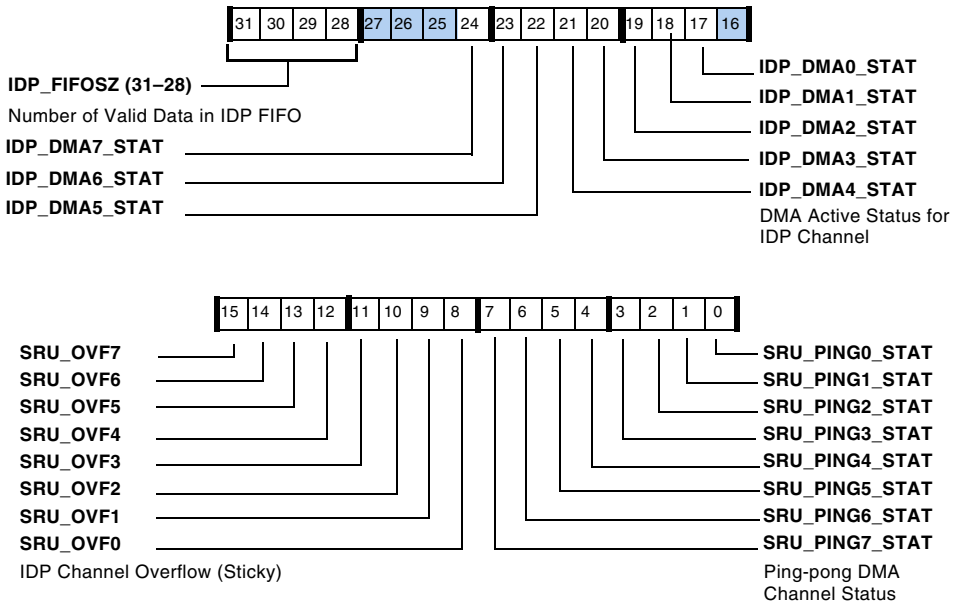 31 30 29 28 27 26 25 24 23 22 21 20 19 18 17 16
IDP_FIFOSZ (31–28)
Number of Valid Data in IDP FIFO
IDP_DMA7_STAT
IDP_DMA6_STAT
IDP_DMA5_STAT
IDP_DMA0_STAT
IDP_DMA1_STAT
IDP_DMA2_STAT
IDP_DMA3_STAT
IDP_DMA4_STAT
DMA Active Status for
IDP Channel
15 14 13 12 11 10 9 8 7 6 5 4 3 2 1 0
SRU_OVF7
SRU_OVF6
SRU_OVF5
SRU_OVF4
SRU_OVF3
SRU_OVF2
SRU_OVF1
SRU_OVF0
IDP Channel Overflow (Sticky)
SRU_PING0_STAT
SRU_PING1_STAT
SRU_PING2_STAT
SRU_PING3_STAT
SRU_PING4_STAT
SRU_PING5_STAT
SRU_PING6_STAT
SRU_PING7_STAT
Ping-pong DMA
Channel Status